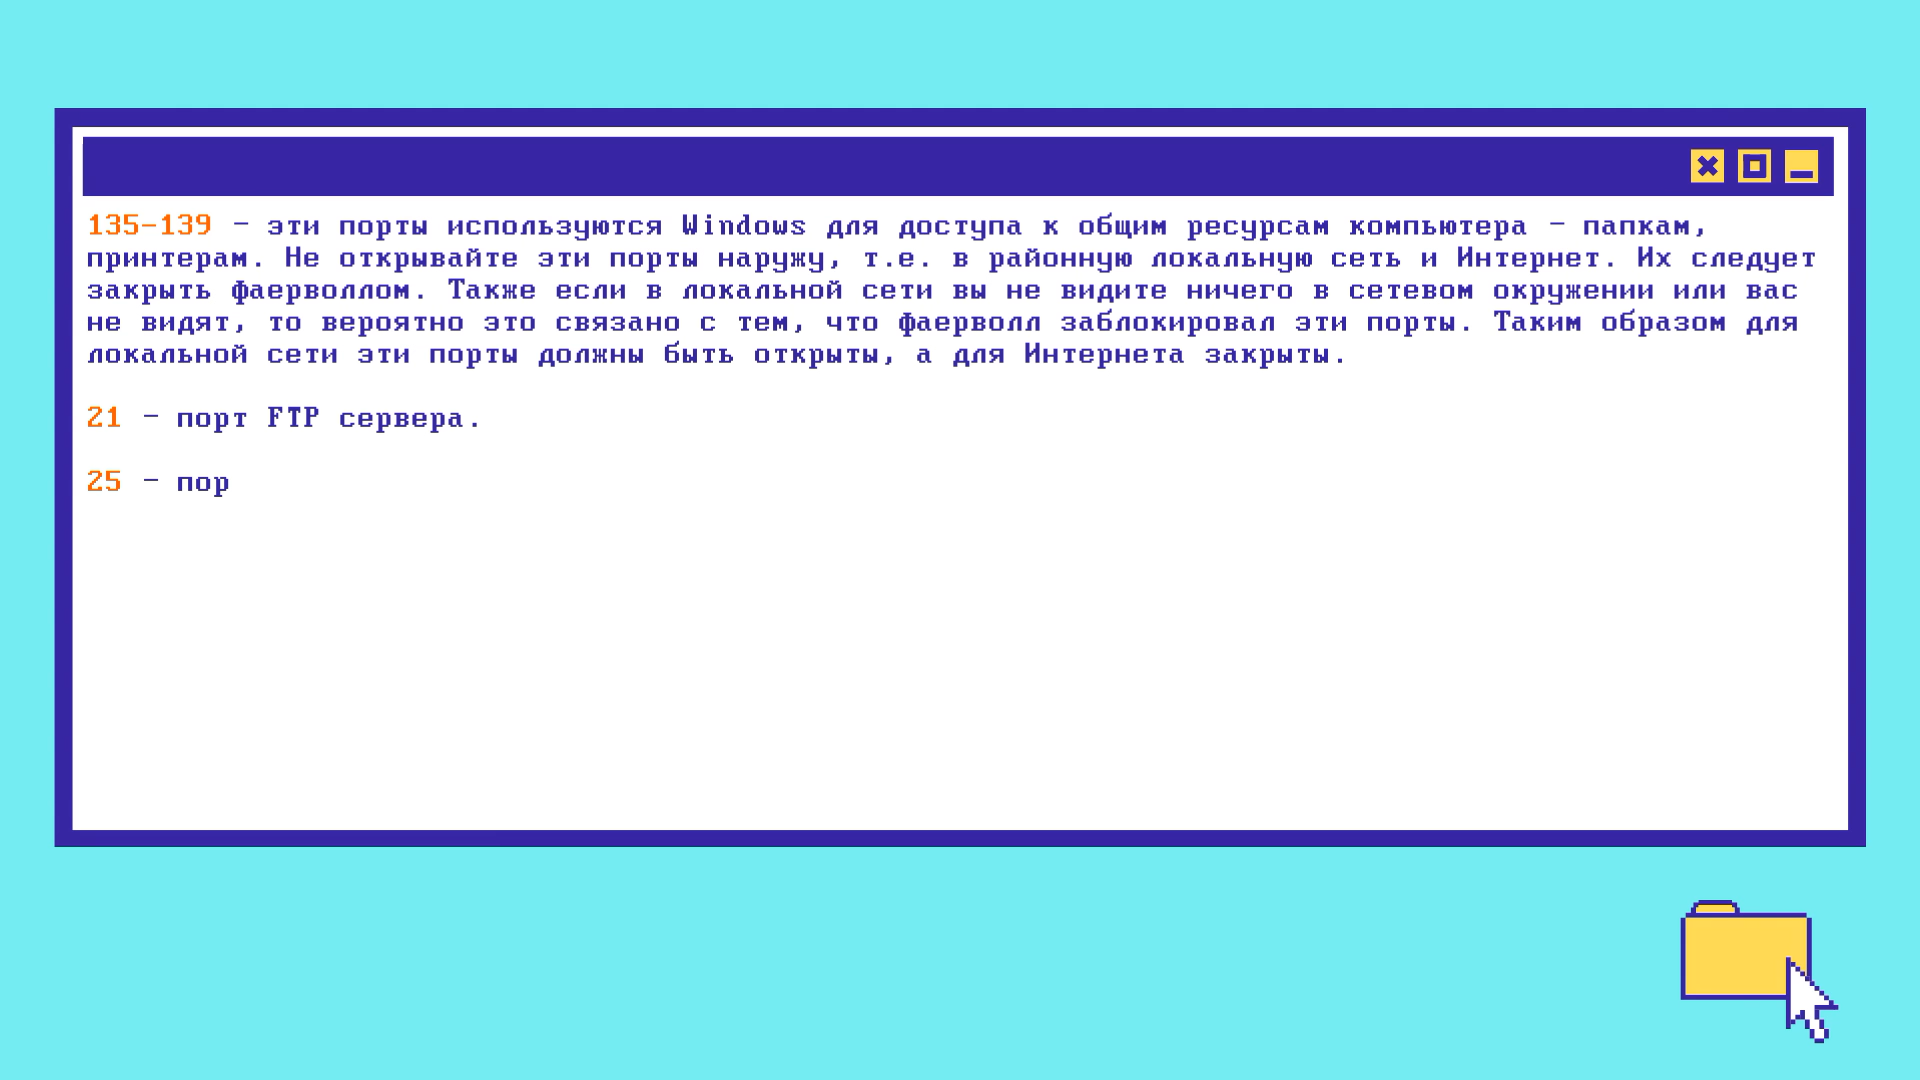 135-139 - эти порты используются Windows для доступа к общим ресурсам компьютера - папкам,
принтерам. Не открывайте эти порты наружу, т.е. в районную локальную сеть и Интернет. Их следует
закрыть фаерволлом. Также если в локальной сети вы не видите ничего в сетевом окружении или вас
не видят, то вероятно это связано с тем, что фаерволл заблокировал эти порты. Таким образом для
локальной сети эти порты должны быть открыты, а для Интернета закрыты.
21 - порт FTP сервера.
25 - пор